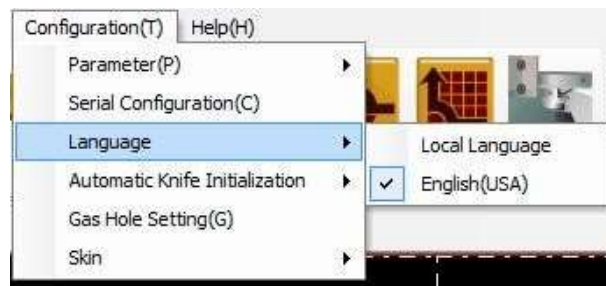 Configuration(T) Help(H)
Parameter(P)
Serial Configuration(C)
Language
Local Language
Automatic Knife Initialization
English(USA)
Gas Hole Setting(G)
Skin